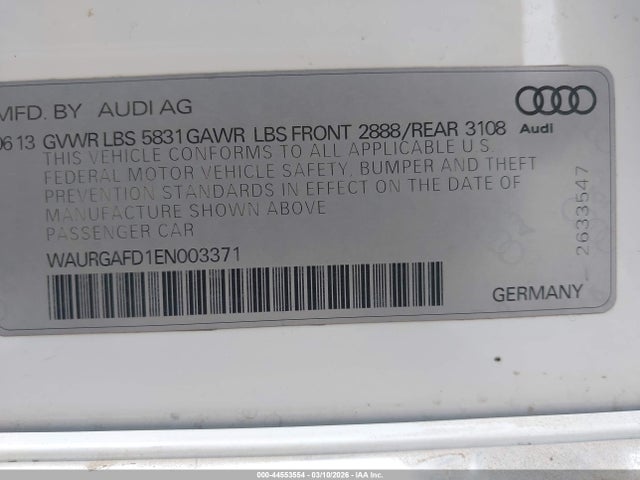 MFD. BY AUDI AG
06 13 GVWR LBS 5831 GAWR LBS FRONT 2888/REAR 3108
Audi
THIS VEHICLE CONFORMS TO ALL APPLICABLE U.S.
FEDERAL MOTOR VEHICLE SAFETY, BUMPER AND THEFT
PREVENTION STANDARDS IN EFFECT ON THE DATE OF
MANUFACTURE SHOWN ABOVE
PASSENGER CAR
WAURGAFD1EN003371
2633547
GERMANY
000-44553554 - 03/10/2026 - IAA Inc.